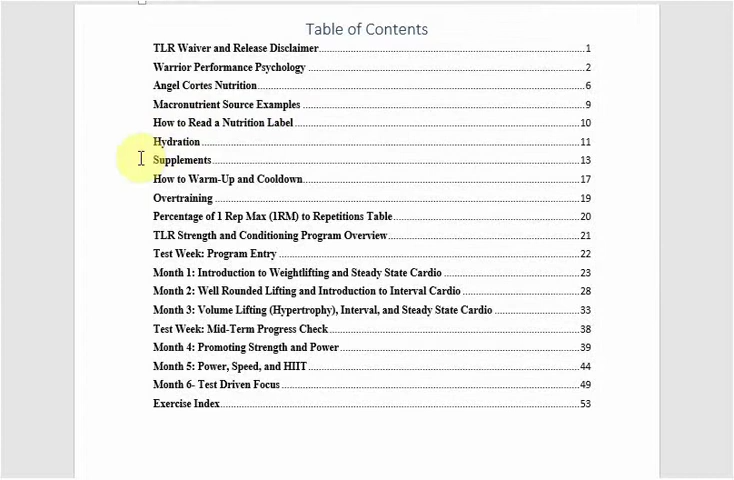 Table of Contents
TLR Waiver and Release Disclaimer 1
Warrior Performance Psychology 2
Angel Cortes Nutrition 6
Macronutrient Source Examples 9
How to Read a Nutrition Label 10
Hydration 11
Supplements 13
How to Warm-Up and Cooldown 17
Overtraining 19
Percentage of 1 Rep Max (1RM) to Repetitions Table 20
TLR Strength and Conditioning Program Overview 21
Test Week: Program Entry 22
Month 1: Introduction to Weightlifting and Steady State Cardio 23
Month 2: Well Rounded Lifting and Introduction to Interval Cardio 28
Month 3: Volume Lifting (Hypertrophy), Interval, and Steady State Cardio 33
Test Week: Mid-Term Progress Check 38
Month 4: Promoting Strength and Power 39
Month 5: Power, Speed, and HIIT 44
Month 6- Test Driven Focus 49
Exercise Index 53